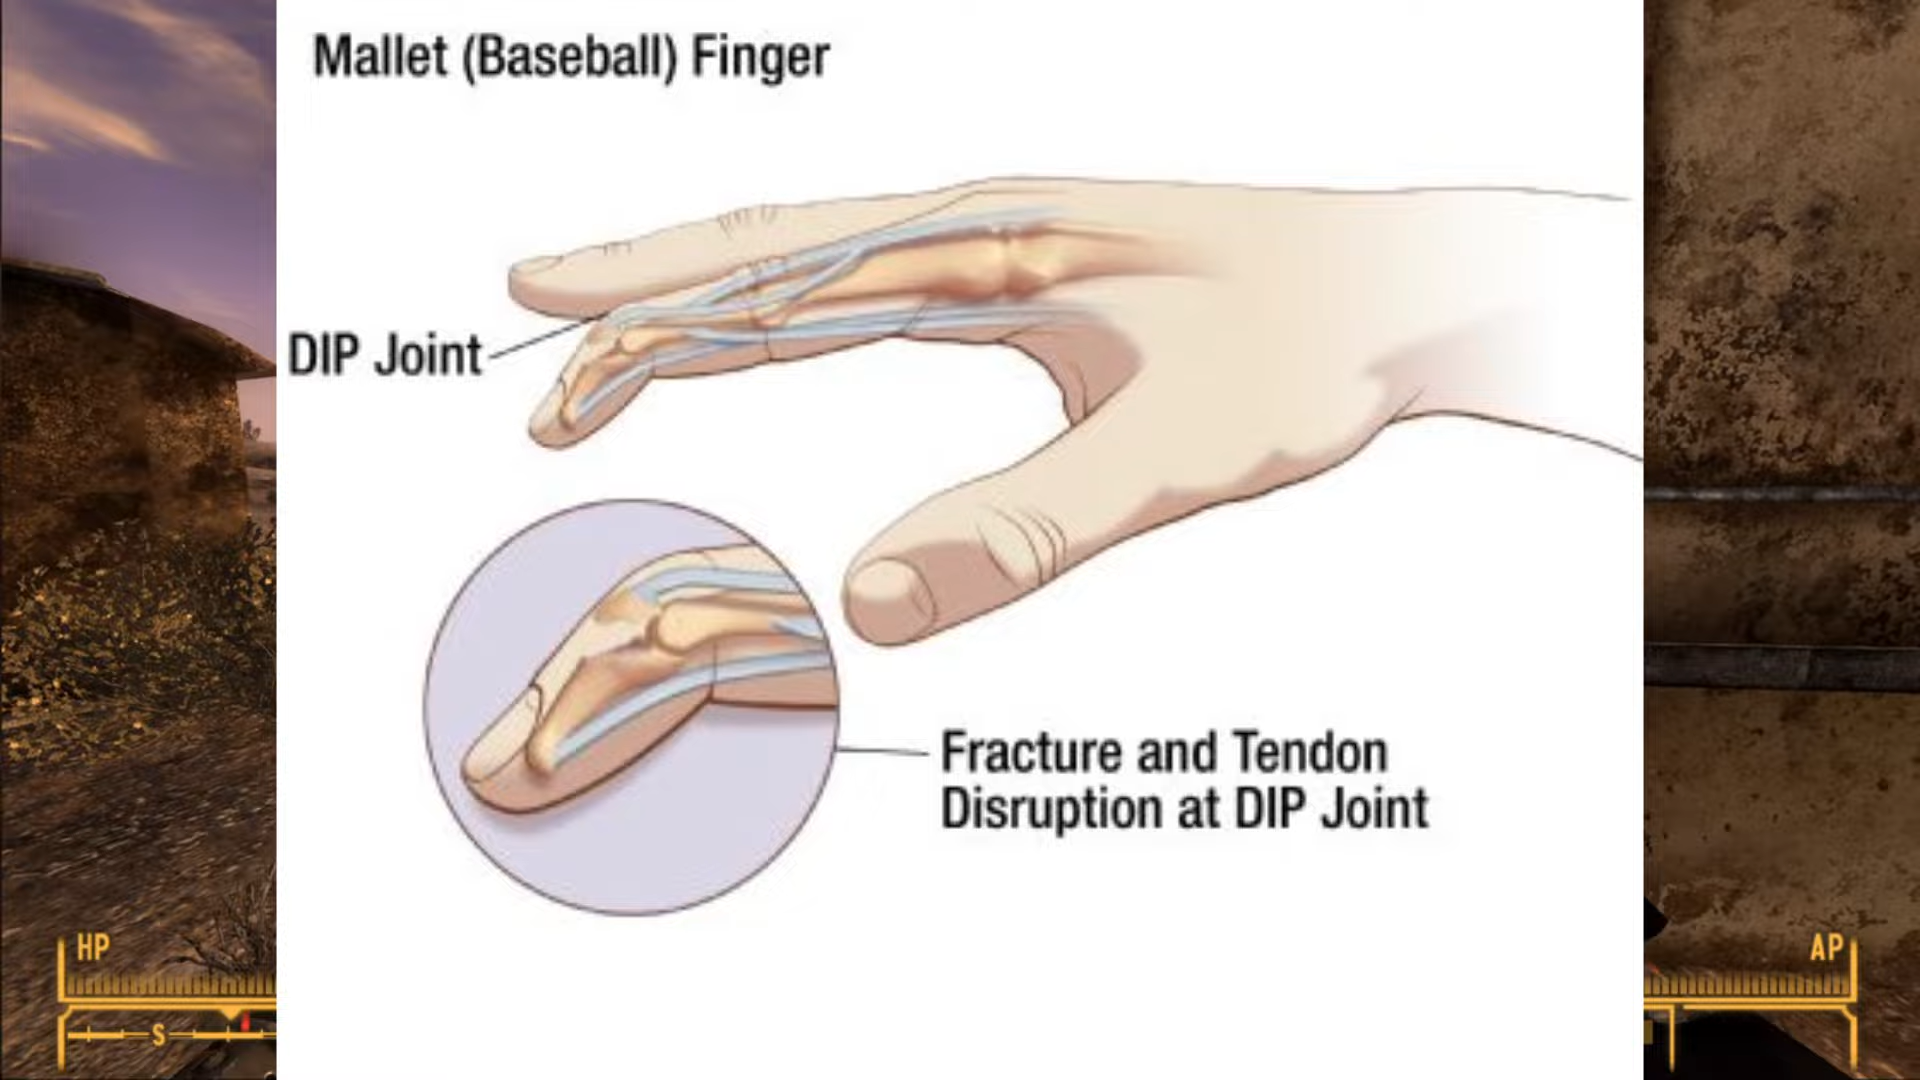 Mallet (Baseball) Finger
DIP Joint
Fracture and Tendon
Disruption at DIP Joint
HP
AP
S